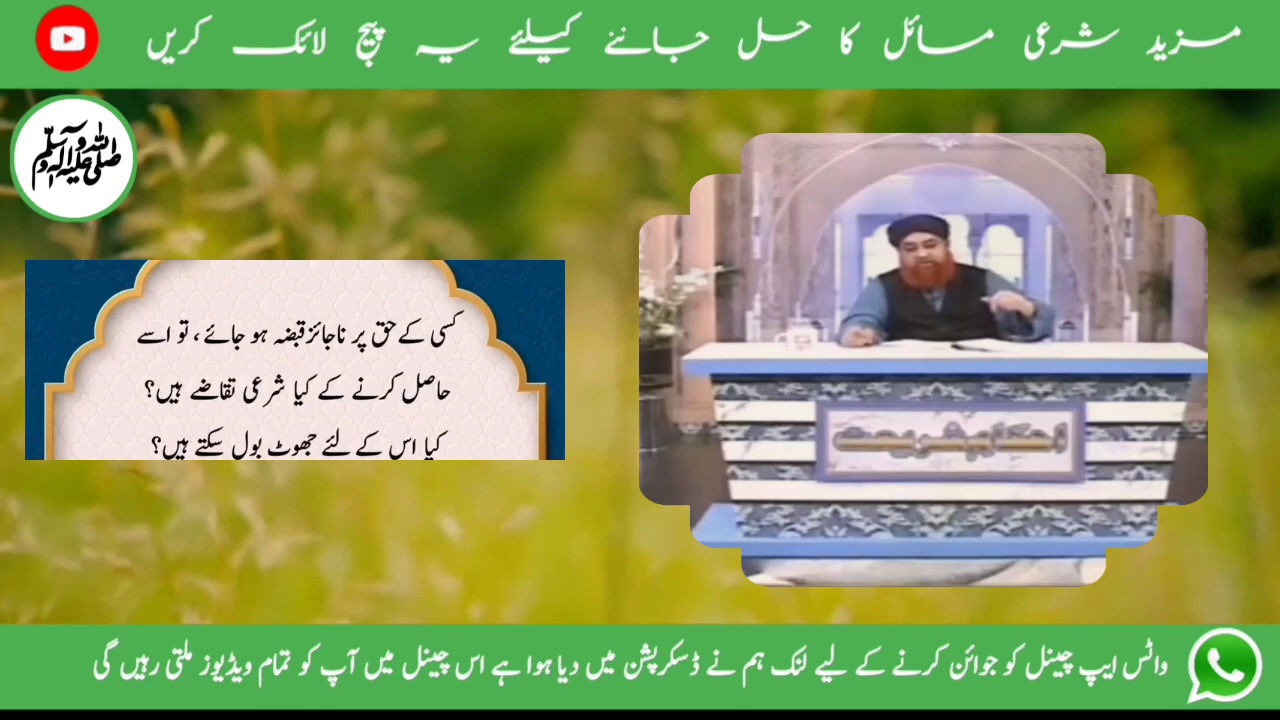 مزید شرعی مسائل کا حل جاننے کیلئے یہ پیج لائک کریں
صلی اللہ علیہ وآلہ وسلم
کسی کے حق پر ناجائز قبضہ ہو جائے، تو اسے
حاصل کرنے کے کیا شرعی تقاضے ہیں؟
کیا اس کے لئے جھوٹ بول سکتے ہیں؟
احکام شریعت
واٹس ایپ چینل کو جوائن کرنے کے لیے لنک ہم نے ڈسکرپشن میں دیا ہوا ہے اس چینل میں آپ کو تمام ویڈیوز ملتی رہیں گی